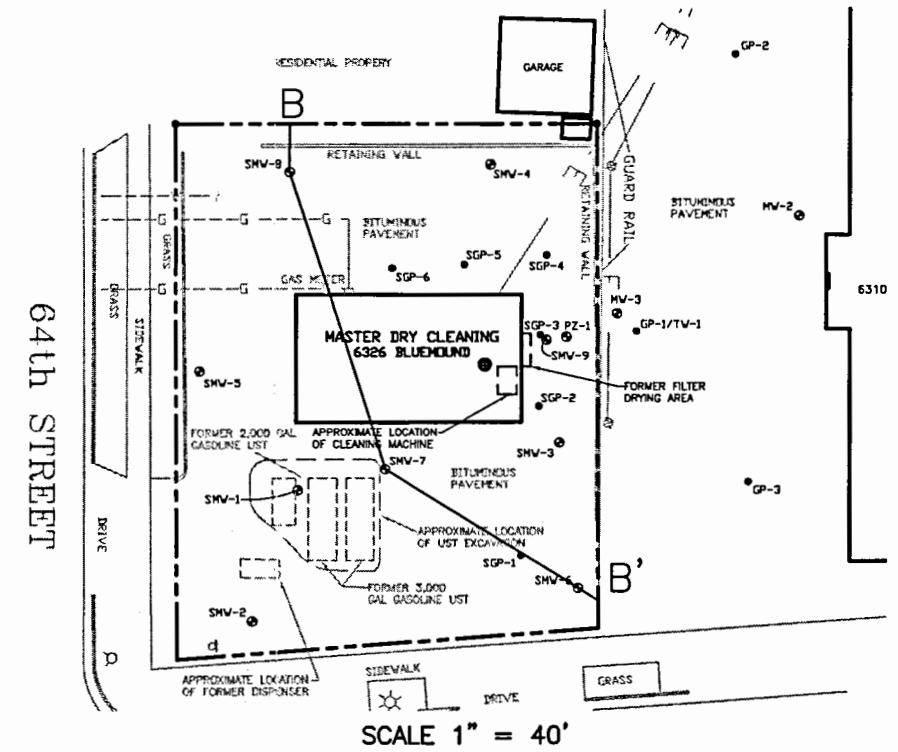 GP-2
RESIDENTIAL PROPERY
GARAGE
B
RETAINING WALL
SMW-8
SMW-4
GUARD RAIL
RETAINING WALL
BITUMINOUS
PAVEMENT
MW-2
G G G
BITUMINOUS
PAVEMENT
GRASS
SGP-6
SGP-5
SGP-4
GAS METER
G G
6310
MW-3
GP-1/TW-1
64th STREET
GRASS
SIDEWALK
MASTER DRY CLEANING
6326 BLUEMOUND
SGP-3
PZ-1
SMW-9
SMW-5
FORMER FILTER
DRYING AREA
SGP-2
FORMER 2,000 GAL
GASOLINE UST
APPROXIMATE LOCATION
OF CLEANING MACHINE
SMW-3
SMW-7
BITUMINOUS
PAVEMENT
GP-3
SMW-1
APPROXIMATE LOCATION
OF UST EXCAVATION
DRIVE
SGP-1
SMW-6
B'
FORMER 3,000
GAL GASOLINE UST
SMW-2
APPROXIMATE LOCATION
OF FORMER DISPENSER
SIDEWALK
DRIVE
GRASS
SCALE 1" = 40'